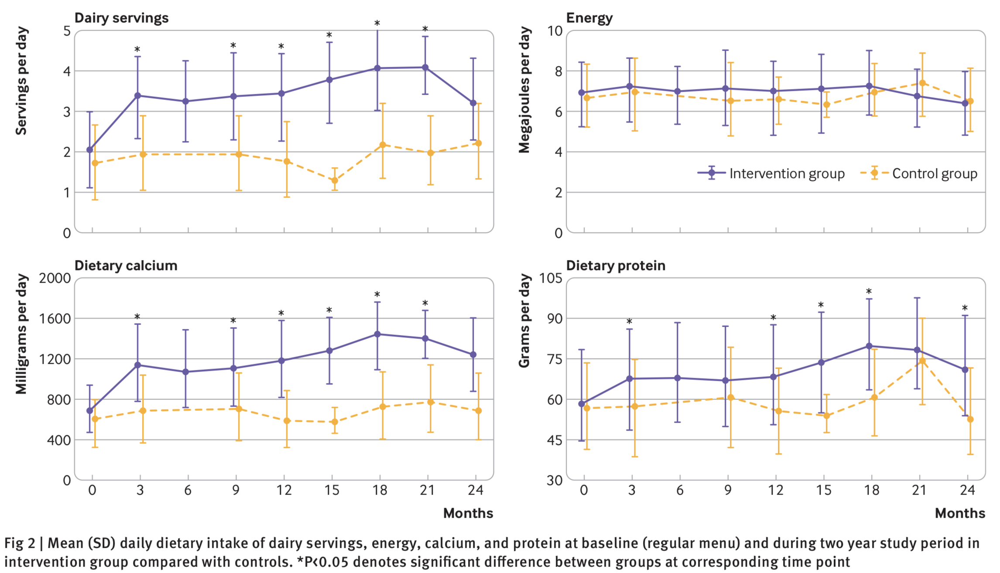 Dairy servings
Servings per day
5
4
3
2
1
0
* * * * * *
Energy
Megajoules per day
10
8
6
4
2
0
Intervention group Control group
Dietary calcium
Milligrams per day
2000
1600
1200
800
400
0
* * * * * *
0 3 6 9 12 15 18 21 24
Months
Dietary protein
Grams per day
105
90
75
60
45
30
* * * * *
0 3 6 9 12 15 18 21 24
Months
Fig 2 | Mean (SD) daily dietary intake of dairy servings, energy, calcium, and protein at baseline (regular menu) and during two year study period in
intervention group compared with controls. *P<0.05 denotes significant difference between groups at corresponding time point